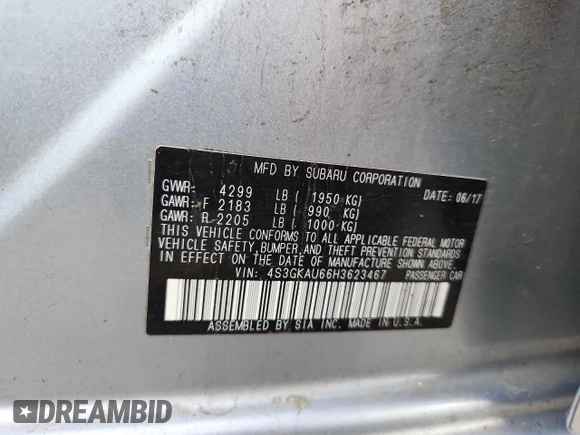 MFD BY SUBARU CORPORATION
GVWR: 4299 LB ( 1950 KG) DATE: 06/17
GAWR: F 2183 LB ( 990 KG)
GAWR: R 2205 LB ( 1000 KG)
THIS VEHICLE CONFORMS TO ALL APPLICABLE FEDERAL MOTOR
VEHICLE SAFETY, BUMPER, AND THEFT PREVENTION STANDARDS
IN EFFECT ON THE DATE OF MANUFACTURE SHOWN ABOVE.
VIN: 4S3GKAU66H3623467 PASSENGER CAR
ASSEMBLED BY SIA INC. MADE IN U.S.A.
DREAMBID